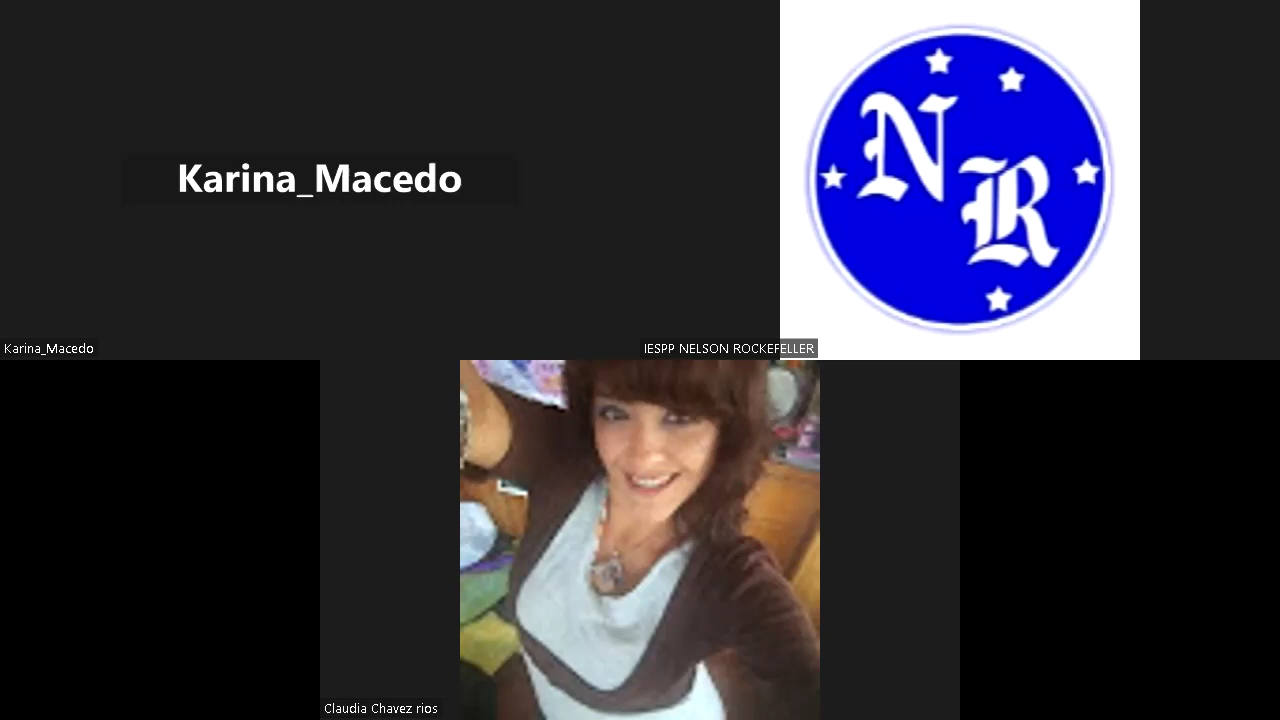 Karina_Macedo
N
R
Karina_Macedo
IESPP NELSON ROCKEFELLER
Claudia Chavez rios